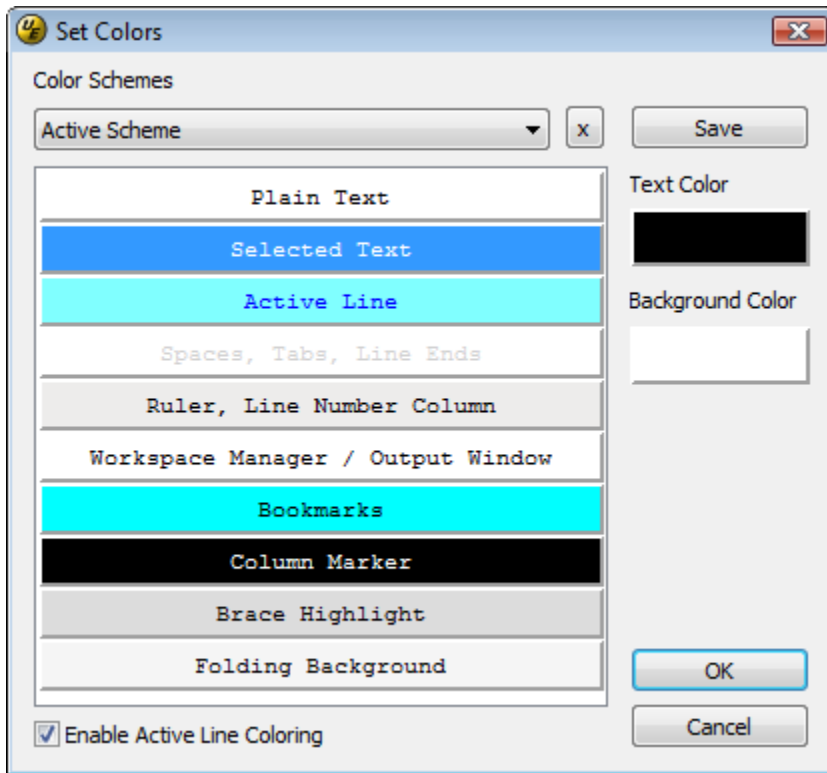 UE Set Colors
Color Schemes
Active Scheme
x
Save
Plain Text
Selected Text
Active Line
Spaces, Tabs, Line Ends
Ruler, Line Number Column
Workspace Manager / Output Window
Bookmarks
Column Marker
Brace Highlight
Folding Background
Text Color
Background Color
Enable Active Line Coloring
OK
Cancel